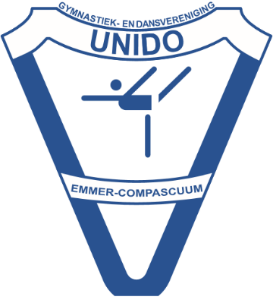 GYMNASTIEK- EN DANSVERENIGING
UNIDO
EMMER-COMPASCUUM